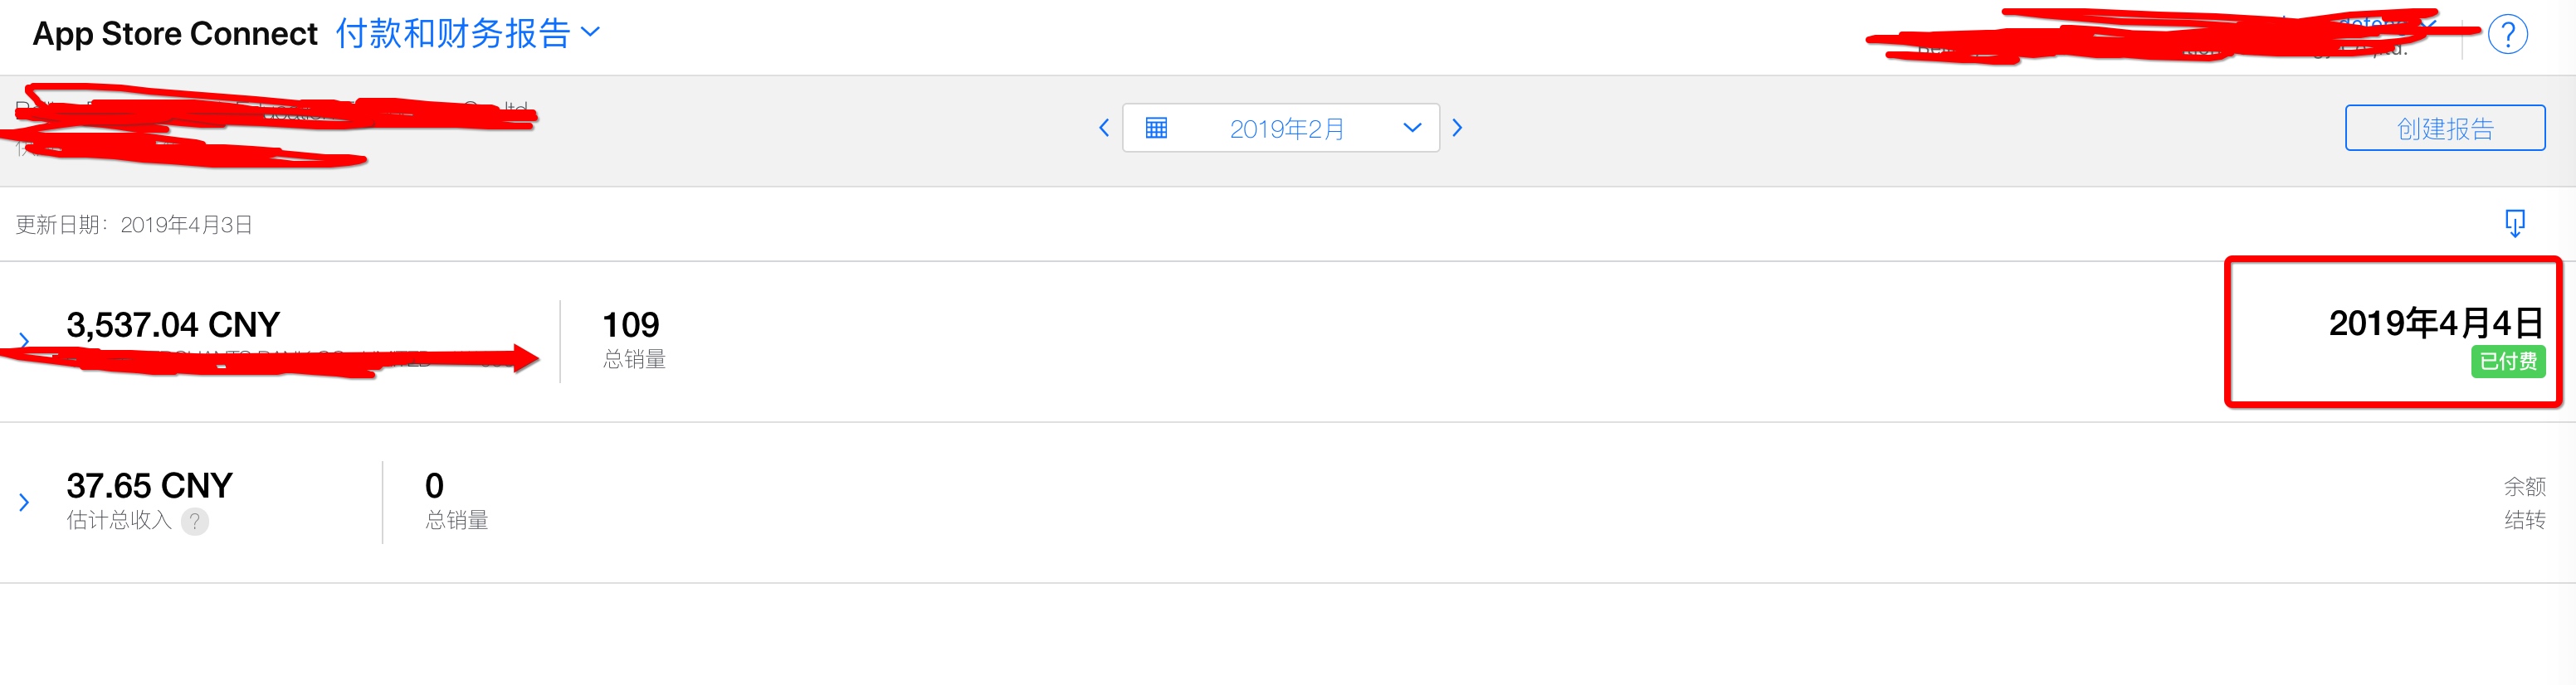 App Store Connect 付款和财务报告
?
2019年2月
创建报告
更新日期：2019年4月3日
3,537.04 CNY
109
总销量
2019年4月4日
已付费
37.65 CNY
估计总收入 ?
0
总销量
余额
结转